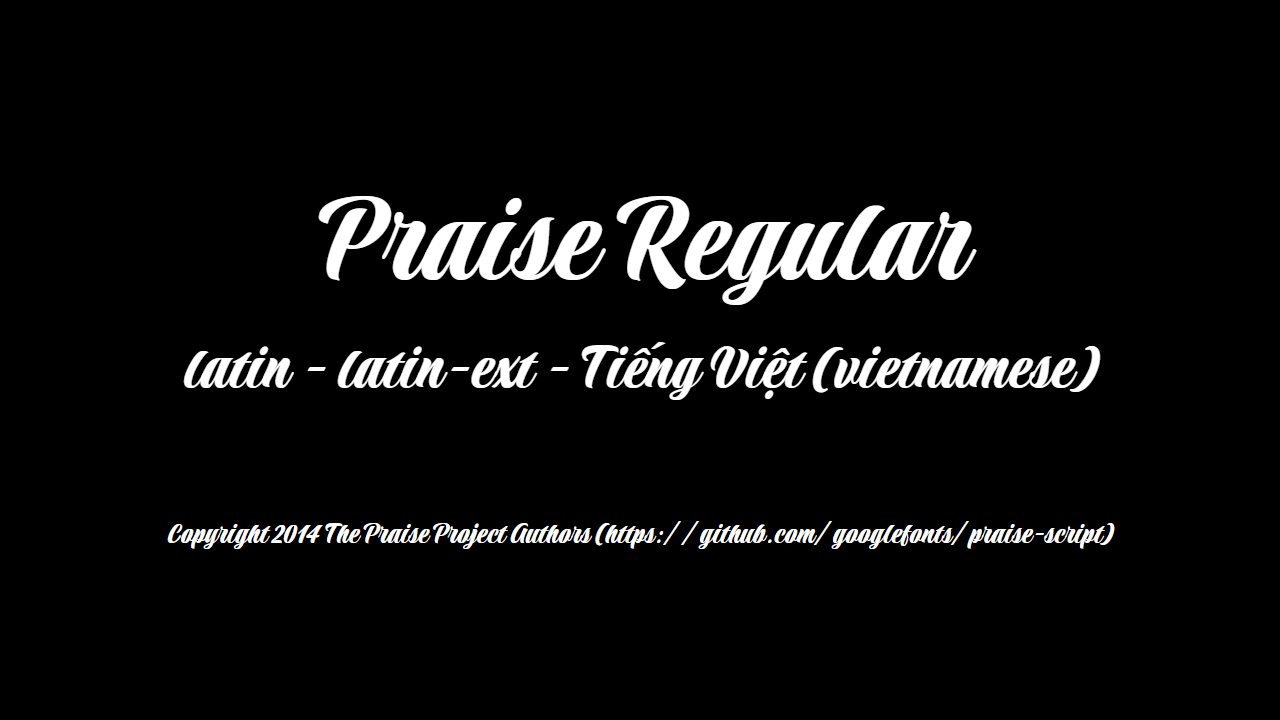 Praise Regular
latin - latin-ext - Tiếng Việt (vietnamese)
Copyright 2014 The Praise Project Authors (https://github.com/googlefonts/praise-script)